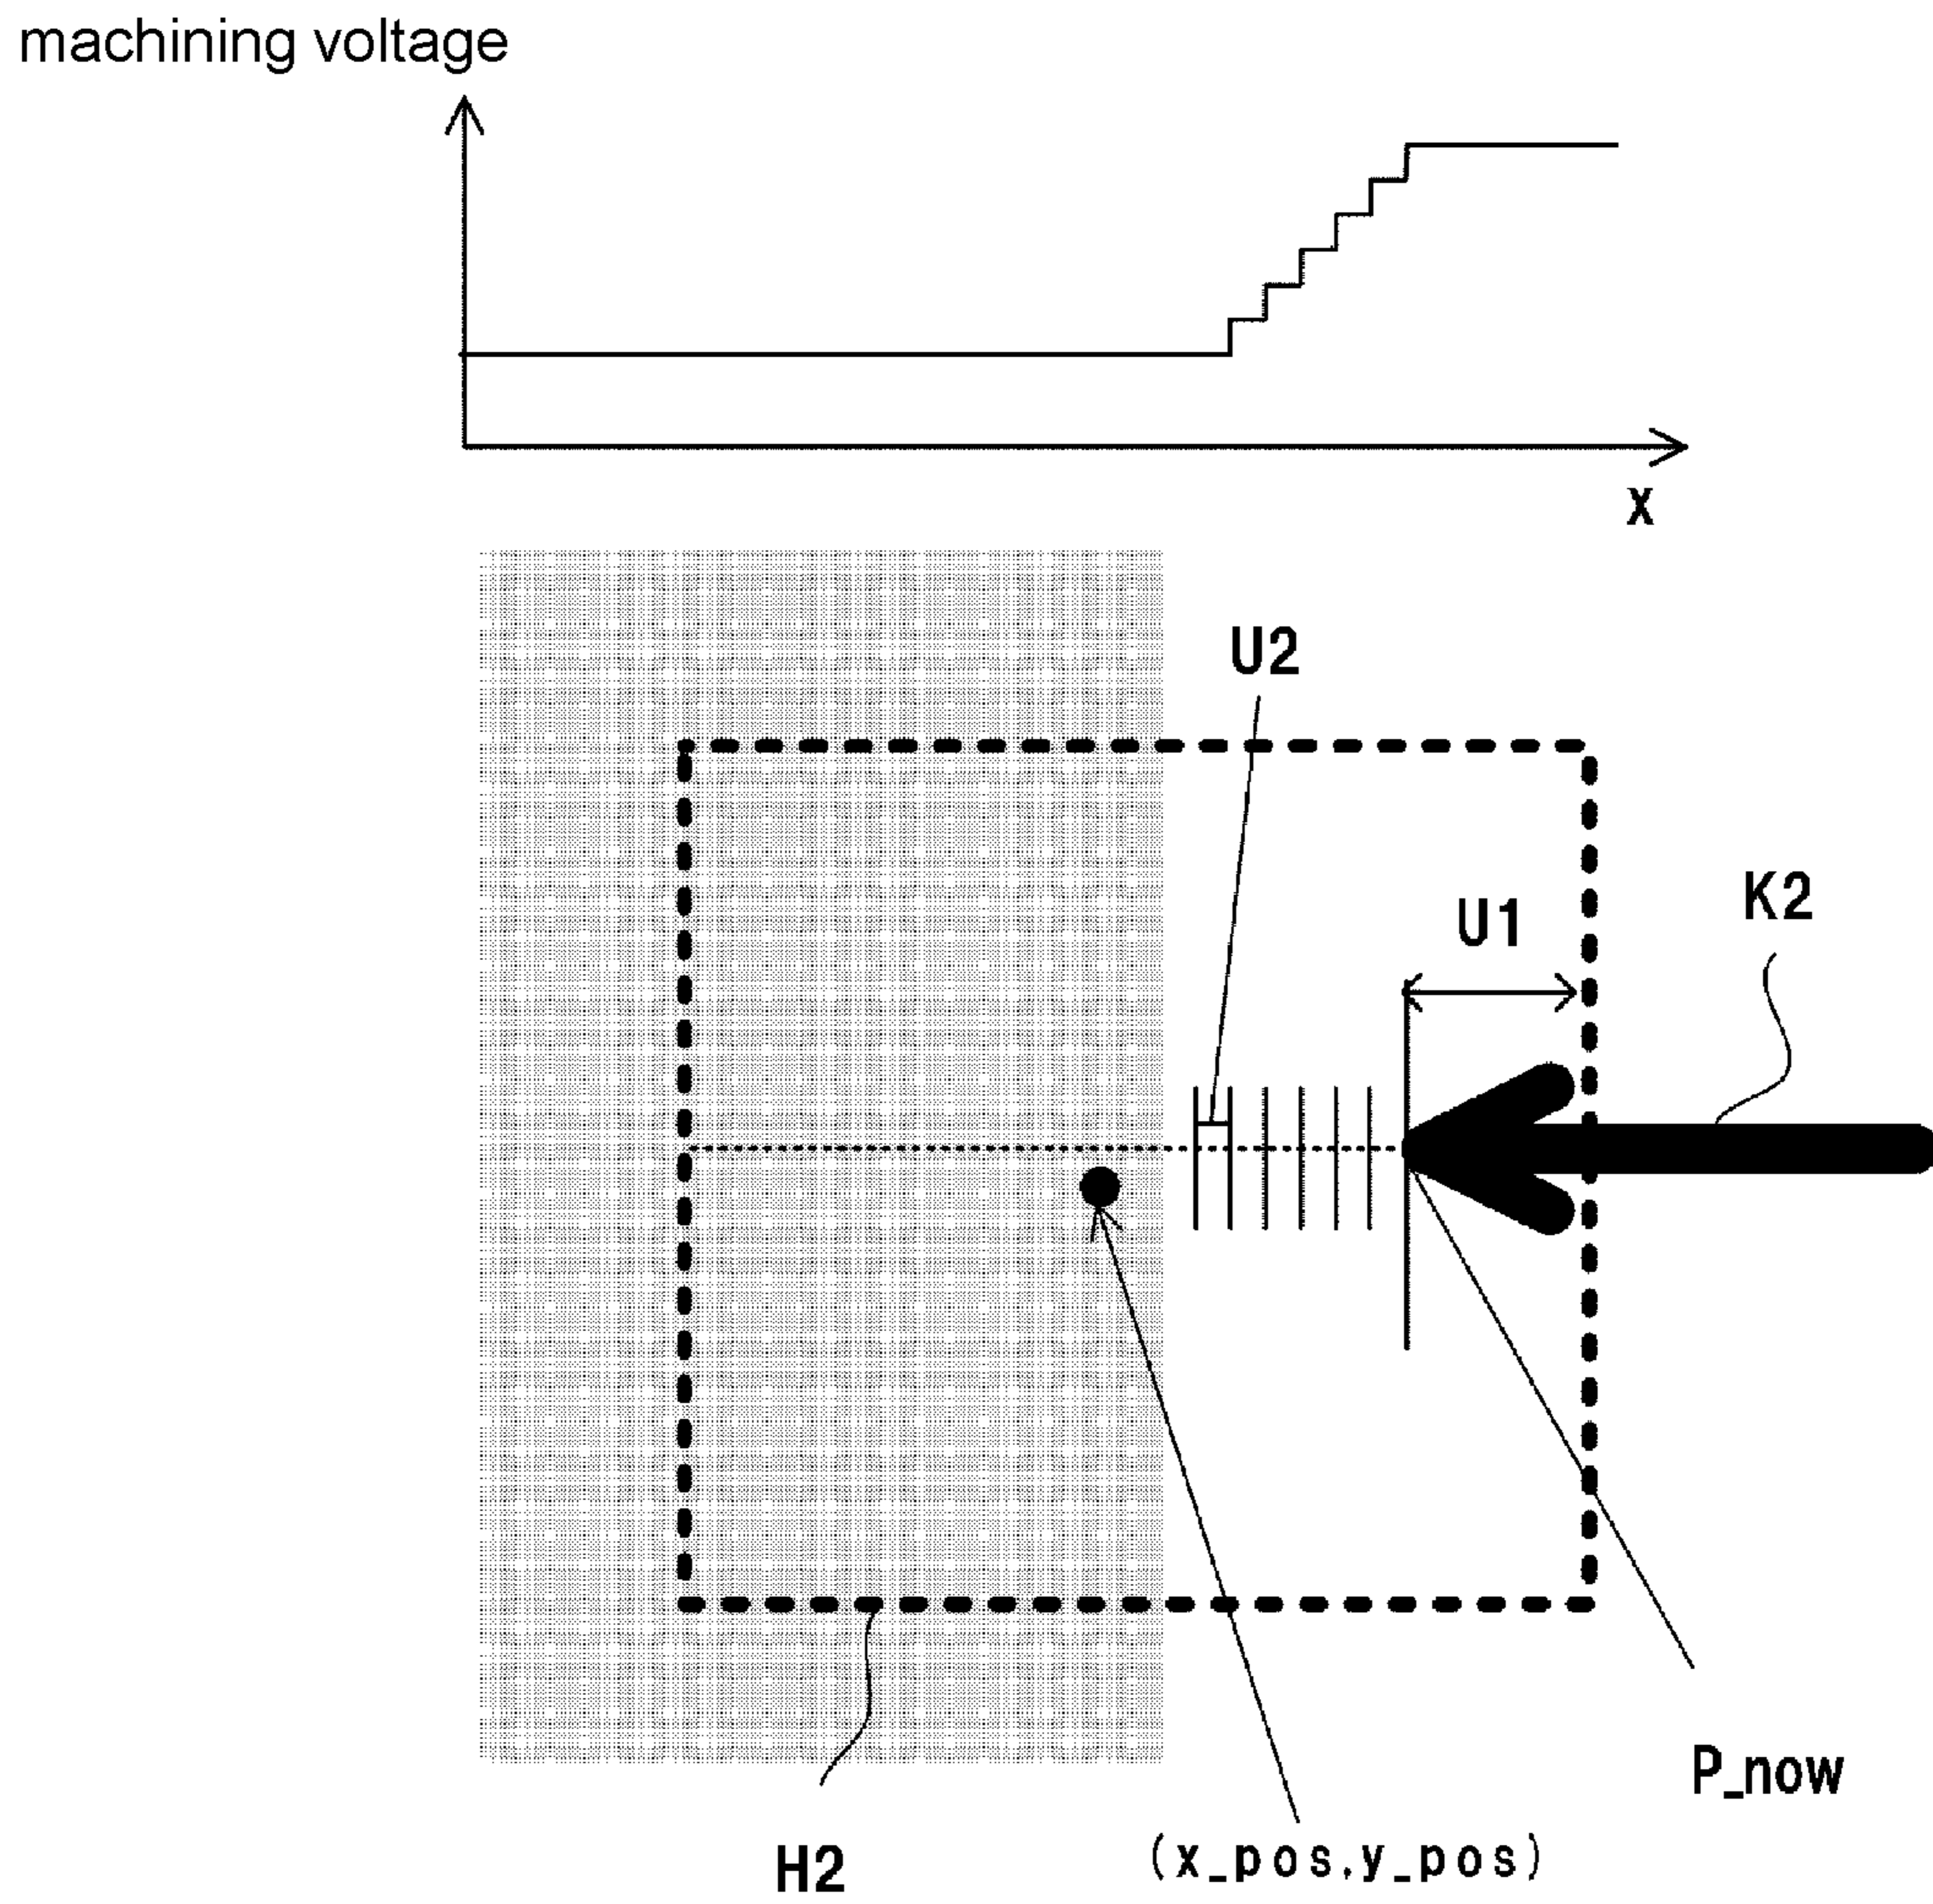 machining voltage
x
U2
K2
U1
P_now
(x_pos.y_pos)
H2